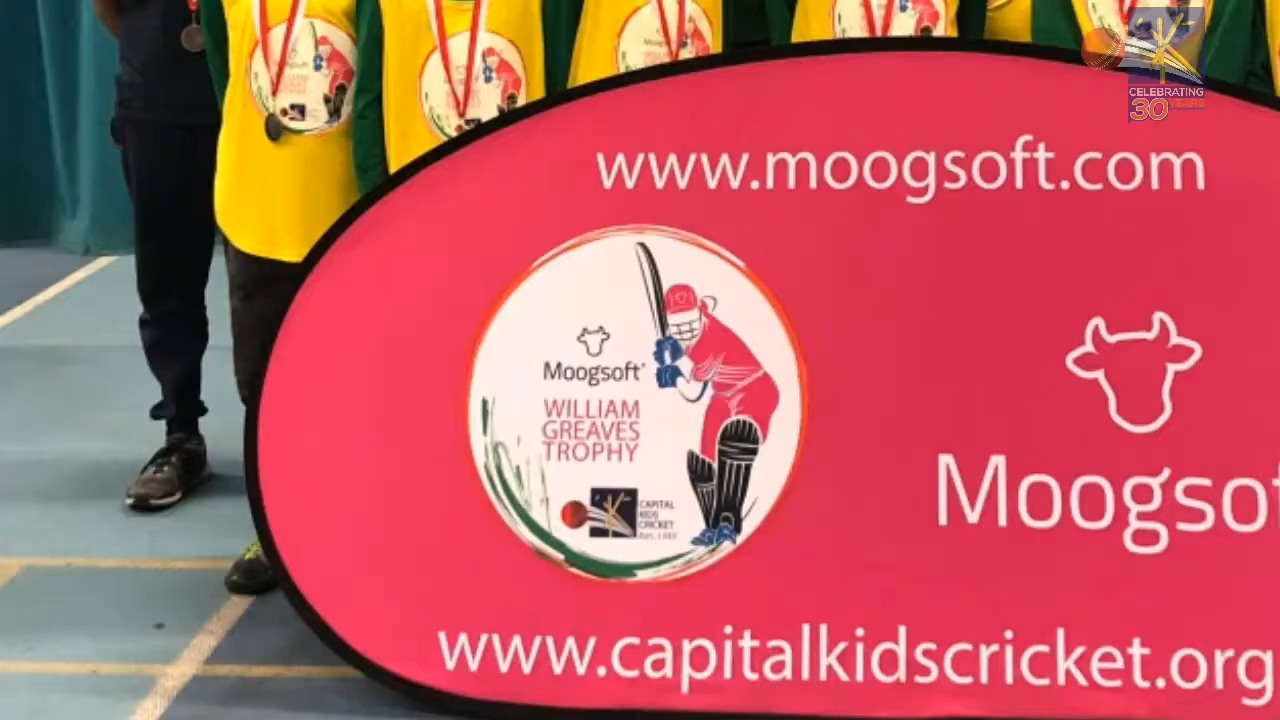 CELEBRATING
30 YEARS
www.moogsoft.com
Moogsoft
WILLIAM
GREAVES
TROPHY
CAPITAL
KIDS
CRICKET
Moogsof
www.capitalkidscricket.org